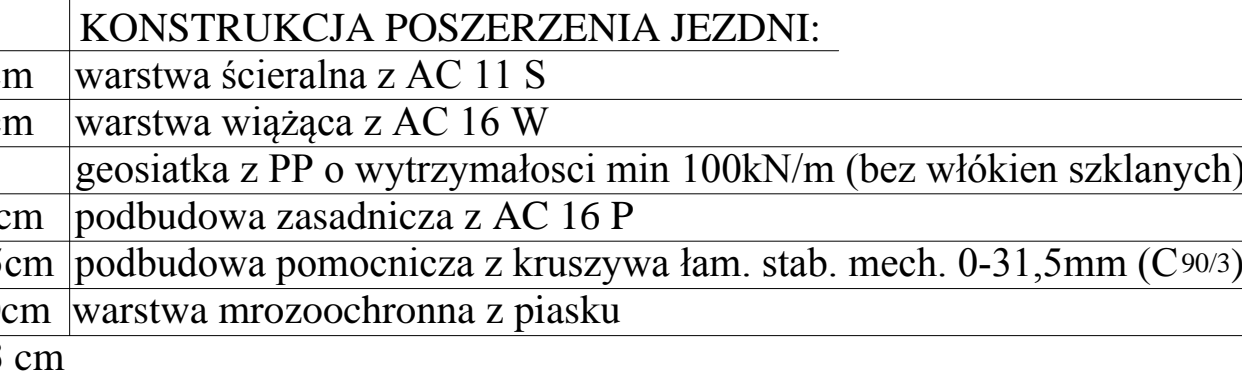 KONSTRUKCJA POSZERZENIA JEZDNI:
cm warstwa ścieralna z AC 11 S
cm warstwa wiążąca z AC 16 W
geosiatka z PP o wytrzymałosci min 100kN/m (bez włókien szklanych)
cm podbudowa zasadnicza z AC 16 P
5cm podbudowa pomocnicza z kruszywa łam. stab. mech. 0-31,5mm (C90/3)
cm warstwa mrozoochronna z piasku
cm